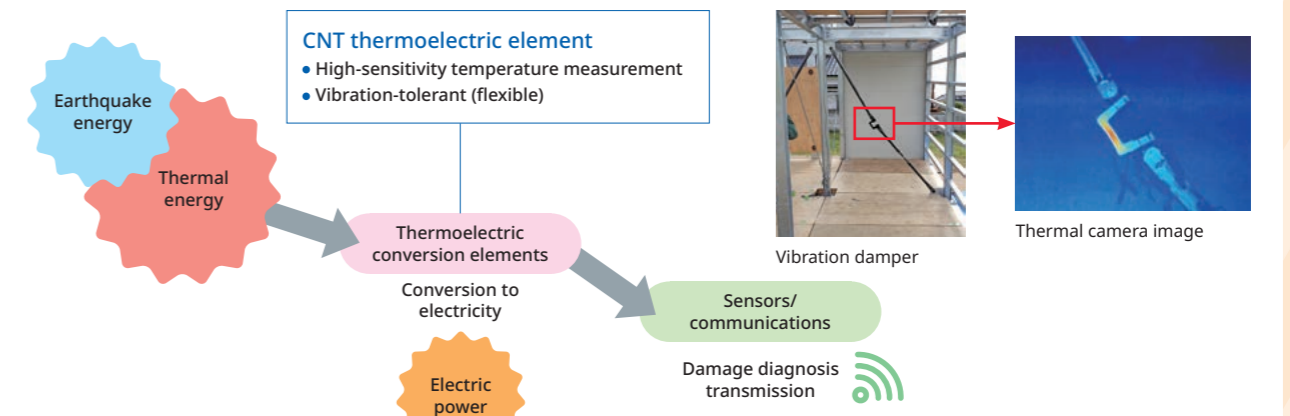 CNT thermoelectric element
• High-sensitivity temperature measurement
• Vibration-tolerant (flexible)
Earthquake
energy
Thermal
energy
Thermoelectric
conversion elements
Conversion to
electricity
Electric
power
Sensors/
communications
Damage diagnosis
transmission
Vibration damper
Thermal camera image